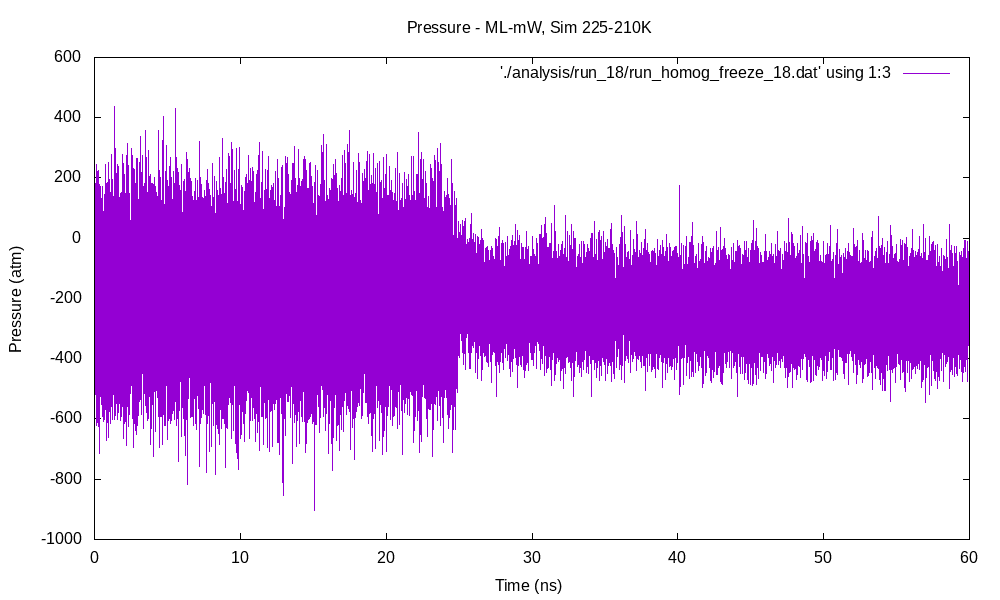 Pressure - ML-mW, Sim 225-210K
'./analysis/run_18/run_homog_freeze_18.dat' using 1:3
600
400
200
0
-200
-400
-600
-800
-1000
Pressure (atm)
0 10 20 30 40 50 60
Time (ns)